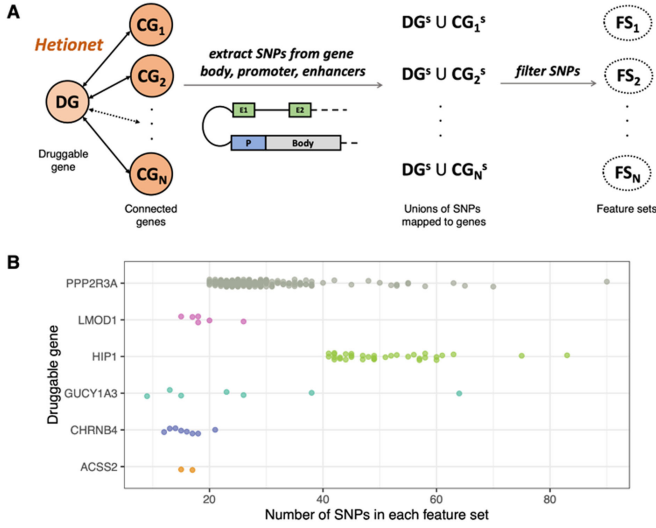 A
Hetionet
DG
Druggable
gene
CG1
CG2
.
.
.
CGN
Connected
genes
extract SNPs from gene
body, promoter, enhancers
E1 E2
P Body
DGs U CG1s
DGs U CG2s
.
.
.
DGs U CGNs
Unions of SNPs
mapped to genes
filter SNPs
FS1
FS2
.
.
.
FSN
Feature sets
B
Druggable gene
PPP2R3A
LMOD1
HIP1
GUCY1A3
CHRNB4
ACSS2
20 40 60 80
Number of SNPs in each feature set